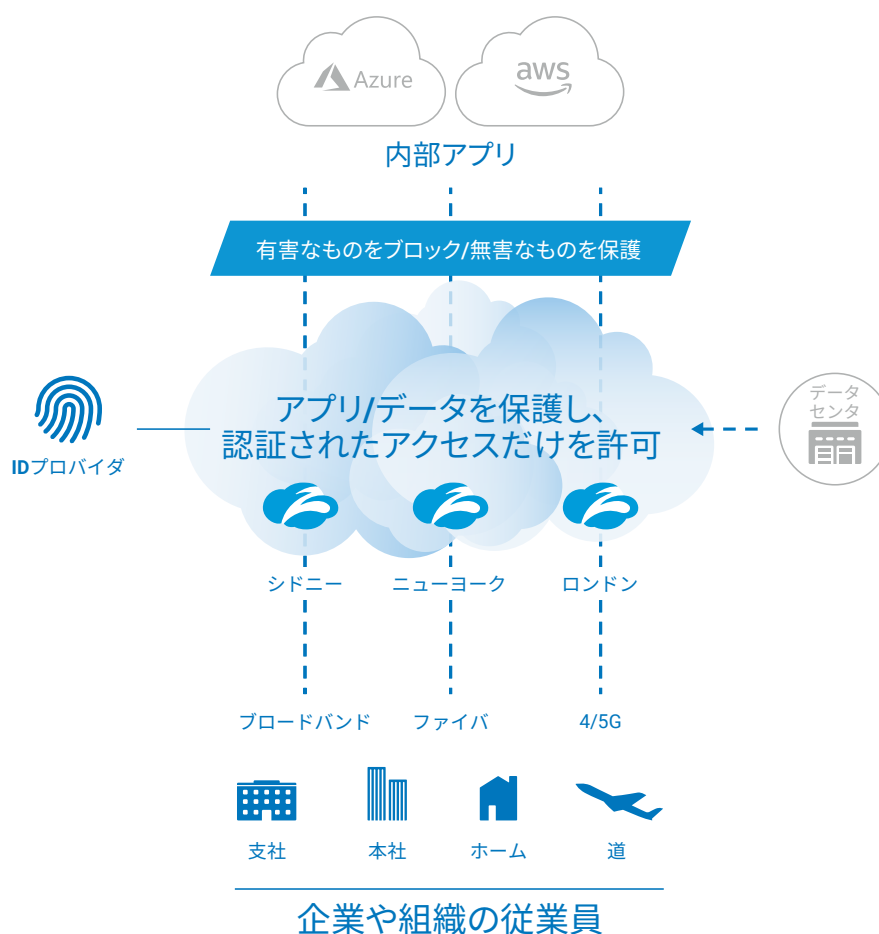 Azure
aws
内部アプリ
有害なものをブロック/無害なものを保護
アプリ/データを保護し、
認証されたアクセスだけを許可
IDプロバイダ
データ
センタ
シドニー
ニューヨーク
ロンドン
ブロードバンド
ファイバ
4/5G
支社
本社
ホーム
道
企業や組織の従業員